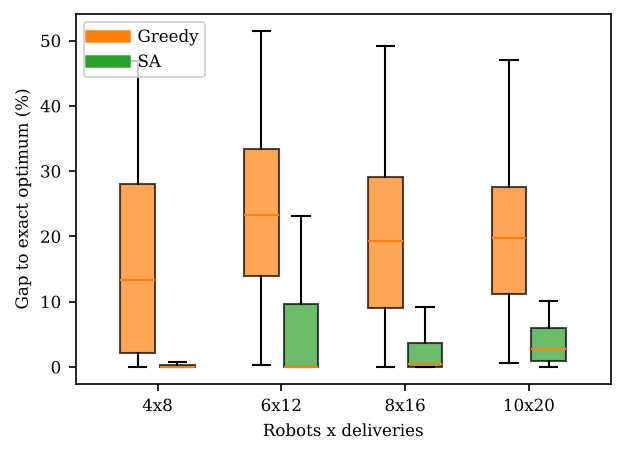 Greedy
SA
50
40
30
20
10
0
Gap to exact optimum (%)
4x8
6x12
8x16
10x20
Robots x deliveries